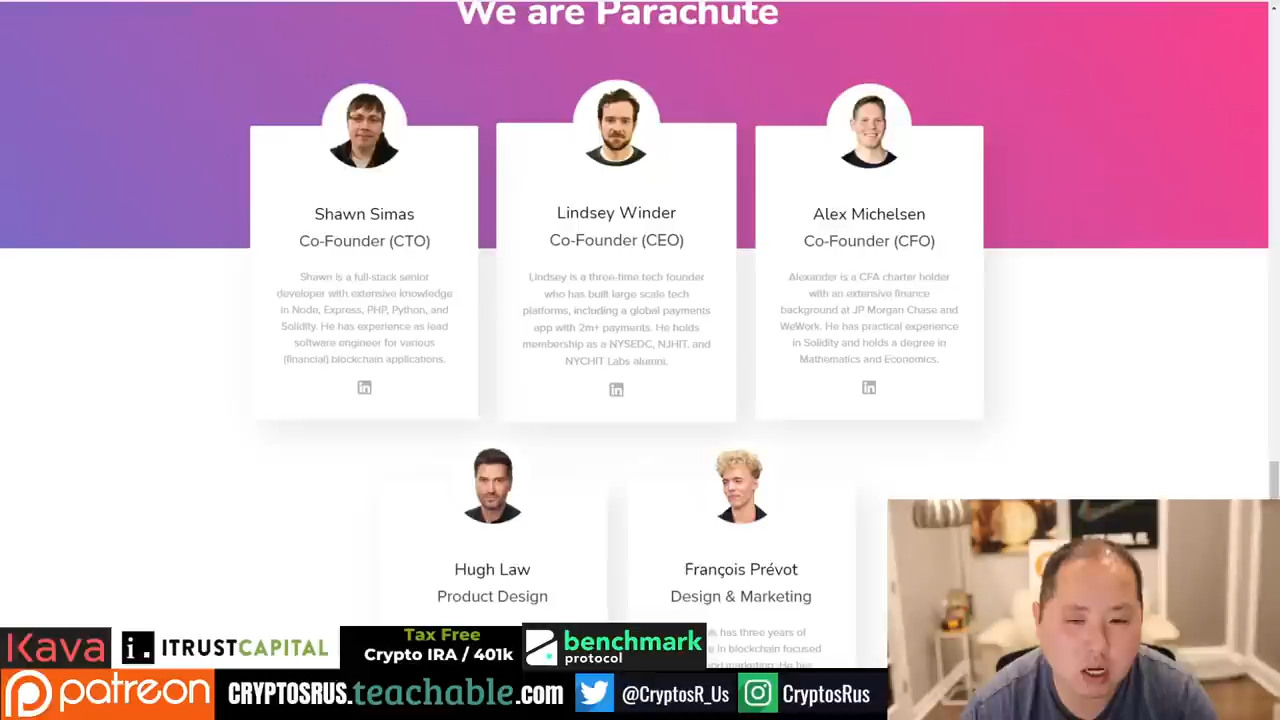 We are Parachute
Shawn Simas
Co-Founder (CTO)
Shawn is a full-stack senior
developer with extensive knowledge
in Node, Express, PHP, Python, and
Solidity. He has experience as lead
software engineer for various
(financial) blockchain applications.
Lindsey Winder
Co-Founder (CEO)
Lindsey is a three-time tech founder
who has built large scale tech
platforms, including a global payments
app with 2m+ payments. He holds
membership as a NYSEDC, NJHIT, and
NYCHIT Labs alumni.
Alex Michelsen
Co-Founder (CFO)
Alexander is a CFA charter holder
with an extensive finance
background at JP Morgan Chase and
WeWork. He has practical experience
in Solidity and holds a degree in
Mathematics and Economics.
in
in
in
Hugh Law
Product Design
François Prévot
Design & Marketing
has three years of
in blockchain focused
and marketing. He has
Kava
i. ITRUSTCAPITAL
Tax Free
Crypto IRA / 401k
benchmark
protocol
patreon
CRYPTOSRUS.teachable.com
@CryptosR_Us
CryptosRus